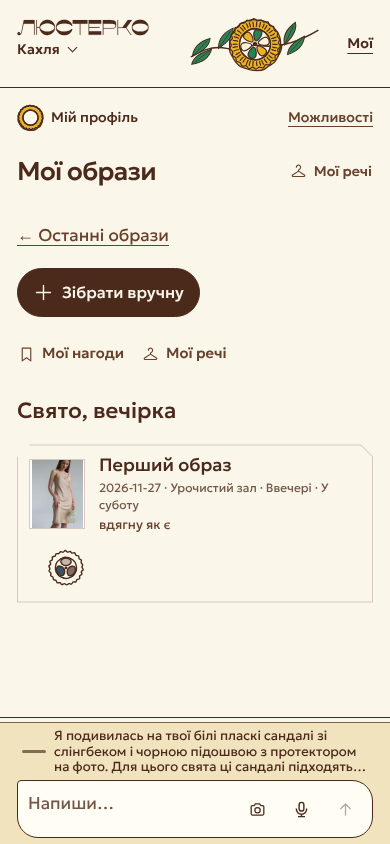 ЛЮСТЕРКО
Кахля
Мої
Мій профіль
Можливості
Мої образи
Мої речі
← Останні образи
Зібрати вручну
Мої нагоди
Мої речі
Свято, вечірка
Перший образ
2026-11-27 · Урочистий зал · Ввечері · У
суботу
вдягну як є
Я подивилась на твої білі пласкі сандалі зі
слінгбеком і чорною підошвою з протектором
на фото. Для цього свята ці сандалі підходять…
Напиши…